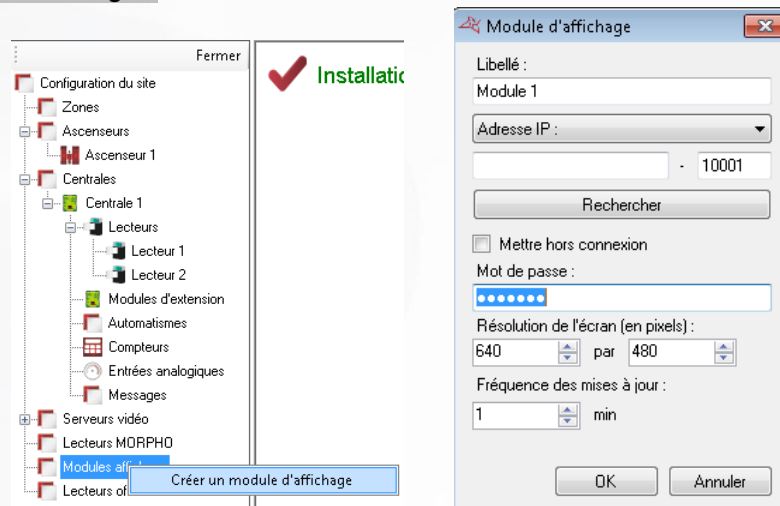 Fermer
Configuration du site
Zones
Ascenseurs
Ascenseur 1
Centrales
Centrale 1
Lecteurs
Lecteur 1
Lecteur 2
Modules d'extension
Automatismes
Compteurs
Entrées analogiques
Messages
Serveurs vidéo
Lecteurs MORPHO
Modules
Créer un module d'affichage
Lecteurs
Module d'affichage
Libellé :
Module 1
Adresse IP :
- 10001
Rechercher
Mettre hors connexion
Mot de passe :
Résolution de l'écran (en pixels) :
640 par 480
Fréquence des mises à jour :
1 min
OK Annuler